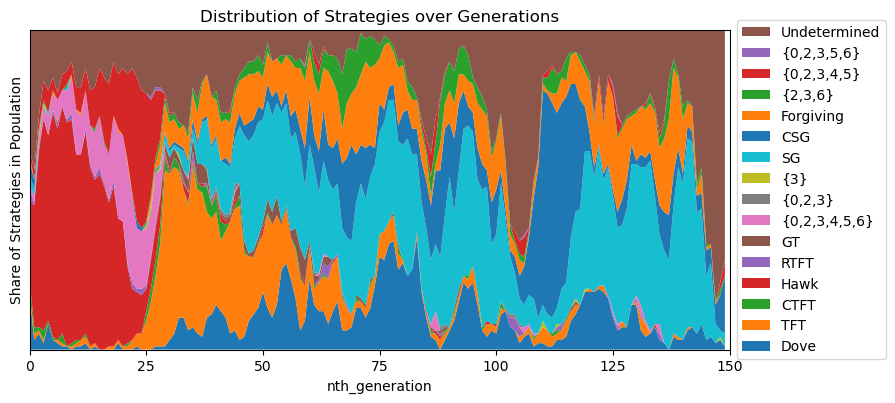 Distribution of Strategies over Generations
Share of Strategies in Population
0
25
50
75
100
125
150
nth_generation
Undetermined
{0,2,3,5,6}
{0,2,3,4,5}
{2,3,6}
Forgiving
CSG
SG
{3}
{0,2,3}
{0,2,3,4,5,6}
GT
RTFT
Hawk
CTFT
TFT
Dove